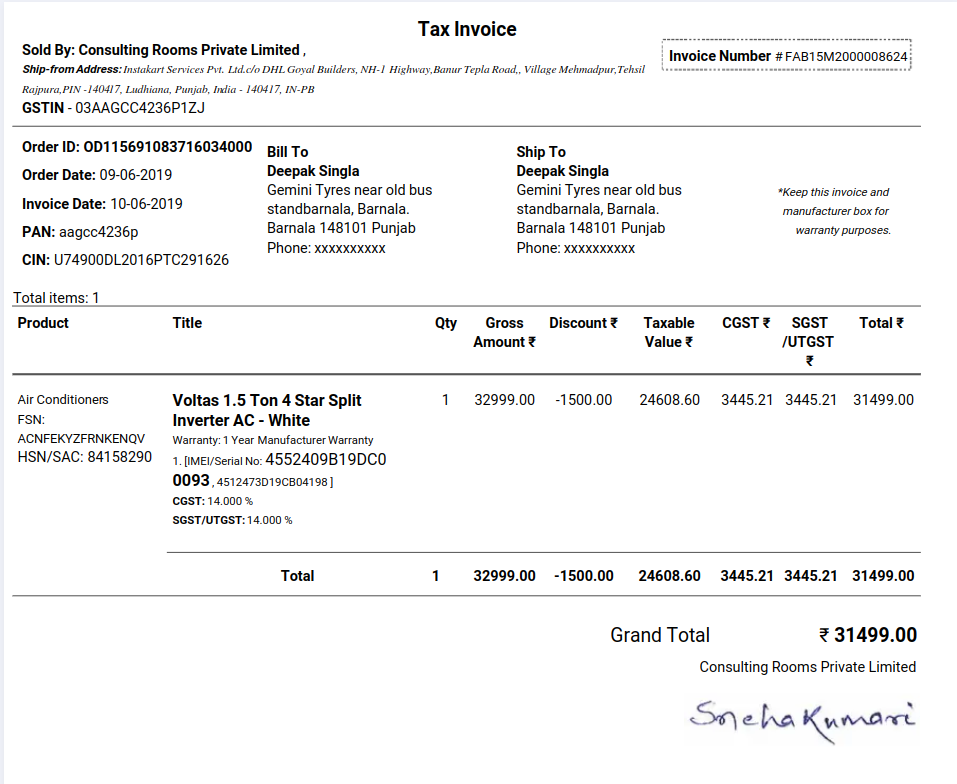 Tax Invoice
Sold By: Consulting Rooms Private Limited ,
Invoice Number # FAB15M2000008624
Ship-from Address: Instakart Services Pvt. Ltd.c/o DHL Goyal Builders, NH-1 Highway,Banur Tepla Road,, Village Mehmadpur,Tehsil
Rajpura,PIN -140417, Ludhiana, Punjab, India - 140417, IN-PB
GSTIN - 03AAGCC4236P1ZJ
Order ID: OD115691083716034000
Order Date: 09-06-2019
Invoice Date: 10-06-2019
PAN: aagcc4236p
CIN: U74900DL2016PTC291626
Bill To
Deepak Singla
Gemini Tyres near old bus
standbarnala, Barnala.
Barnala 148101 Punjab
Phone: xxxxxxxxxx
Ship To
Deepak Singla
Gemini Tyres near old bus
standbarnala, Barnala.
Barnala 148101 Punjab
Phone: xxxxxxxxxx
*Keep this invoice and
manufacturer box for
warranty purposes.
Total items: 1
Product Title Qty Gross Amount ₹ Discount ₹ Taxable Value ₹ CGST ₹ SGST /UTGST ₹ Total ₹
Air Conditioners
FSN:
ACNFEKYZFRNKENQV
HSN/SAC: 84158290
Voltas 1.5 Ton 4 Star Split
Inverter AC - White
Warranty: 1 Year Manufacturer Warranty
1. [IMEI/Serial No: 4552409B19DC0
0093 , 4512473D19CB04198 ]
CGST: 14.000 %
SGST/UTGST: 14.000 %
1 32999.00 -1500.00 24608.60 3445.21 3445.21 31499.00
Total 1 32999.00 -1500.00 24608.60 3445.21 3445.21 31499.00
Grand Total ₹ 31499.00
Consulting Rooms Private Limited
Sneha Kumari